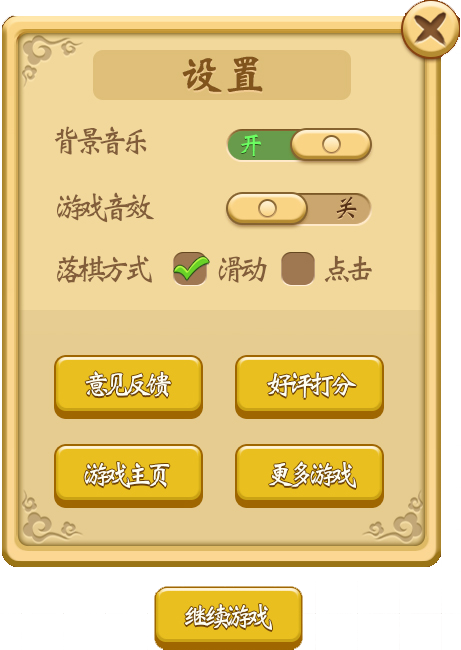 设置
背景音乐 开
游戏音效 关
落棋方式 滑动 点击
意见反馈 好评打分
游戏主页 更多游戏
继续游戏